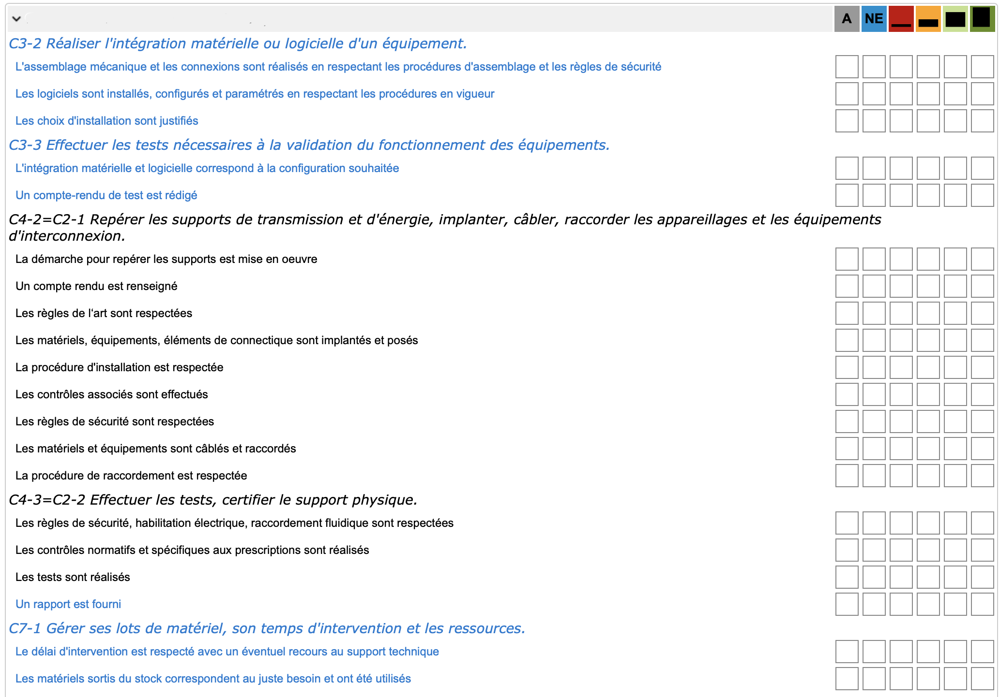 A NE
C3-2 Réaliser l'intégration matérielle ou logicielle d'un équipement.
L'assemblage mécanique et les connexions sont réalisés en respectant les procédures d'assemblage et les règles de sécurité
Les logiciels sont installés, configurés et paramétrés en respectant les procédures en vigueur
Les choix d'installation sont justifiés
C3-3 Effectuer les tests nécessaires à la validation du fonctionnement des équipements.
L'intégration matérielle et logicielle correspond à la configuration souhaitée
Un compte-rendu de test est rédigé
C4-2=C2-1 Repérer les supports de transmission et d'énergie, implanter, câbler, raccorder les appareillages et les équipements
d'interconnexion.
La démarche pour repérer les supports est mise en oeuvre
Un compte rendu est renseigné
Les règles de l‘art sont respectées
Les matériels, équipements, éléments de connectique sont implantés et posés
La procédure d'installation est respectée
Les contrôles associés sont effectués
Les règles de sécurité sont respectées
Les matériels et équipements sont câblés et raccordés
La procédure de raccordement est respectée
C4-3=C2-2 Effectuer les tests, certifier le support physique.
Les règles de sécurité, habilitation électrique, raccordement fluidique sont respectées
Les contrôles normatifs et spécifiques aux prescriptions sont réalisés
Les tests sont réalisés
Un rapport est fourni
C7-1 Gérer ses lots de matériel, son temps d'intervention et les ressources.
Le délai d'intervention est respecté avec un éventuel recours au support technique
Les matériels sortis du stock correspondent au juste besoin et ont été utilisés